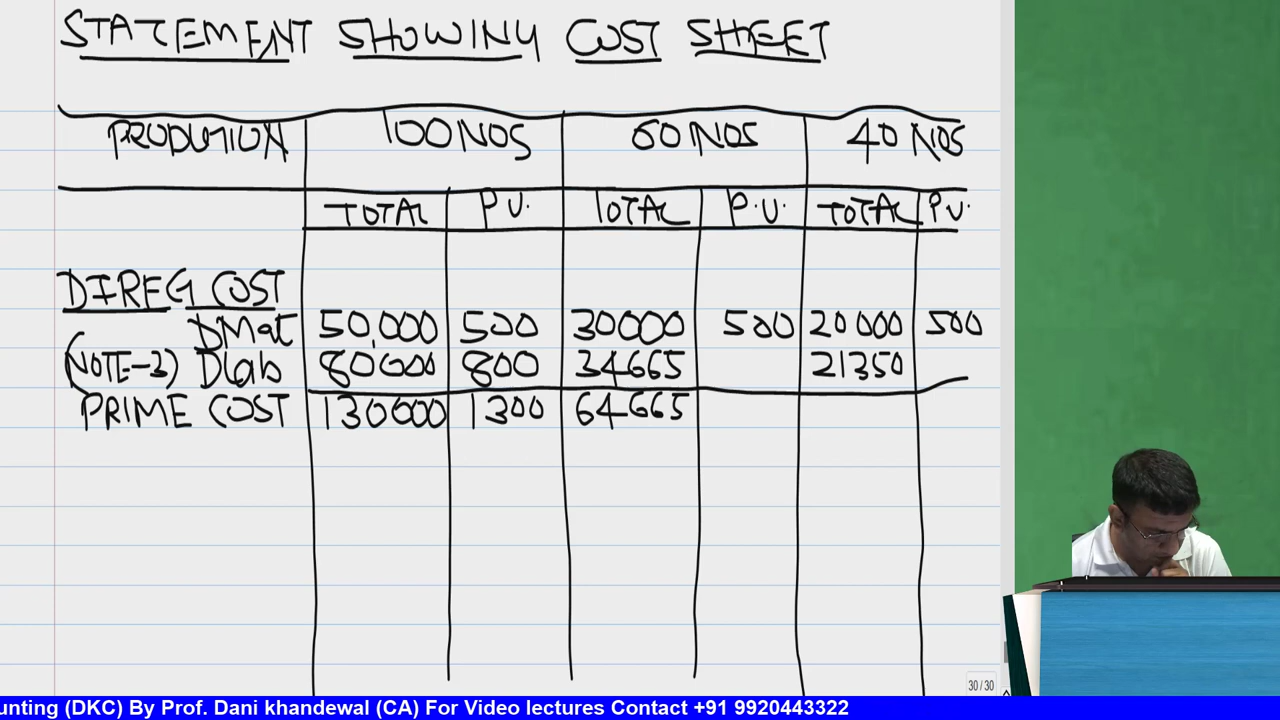 STATEMENT SHOWING COST SHEET
PRODUTION 100 NOS 60 NOS 40 NOS
TOTAL P.U. TOTAL P.U. TOTAL P.U.
DIRECT COST
DMat 50,000 500 30000 500 20000 500
(NOTE-3) DLab 80000 800 34665 21350
PRIME COST 130000 1300 64665
30/30
unting (DKC) By Prof. Dani khandewal (CA) For Video lectures Contact +91 9920443322